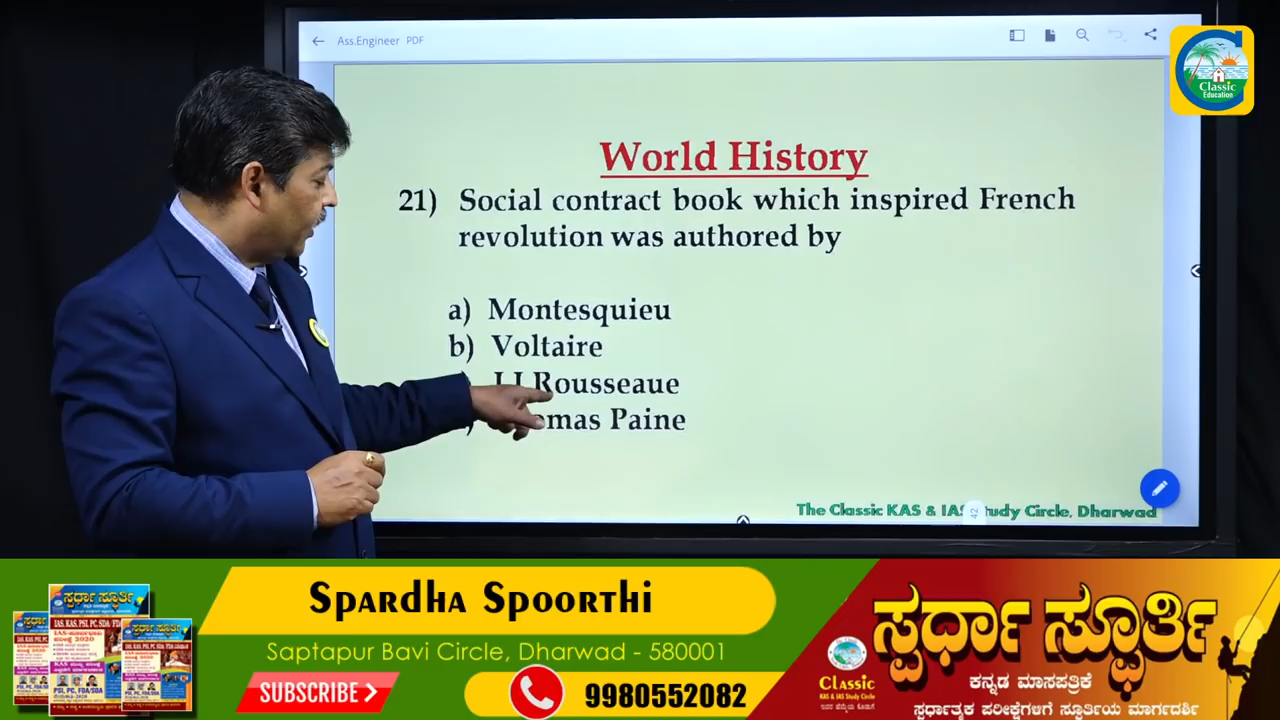 Ass.Engineer PDF
Classic
Education
World History
21) Social contract book which inspired French
revolution was authored by
a) Montesquieu
b) Voltaire
J J Rousseaue
Paine
The Classic KAS & IAS Study Circle, Dharwad
42
Spardha Spoorthi
Saptapur Bavi Circle, Dharwad - 580001
SUBSCRIBE
9980552082
ಸ್ಪರ್ಧಾ ಸ್ಫೂರ್ತಿ
Classic
KAS & IAS Study Circle
ಕನ್ನಡ ಮಾಸಪತ್ರಿಕೆ
ಸ್ಪರ್ಧಾತ್ಮಕ ಪರೀಕ್ಷೆಗಳಿಗೆ ಸ್ಫೂರ್ತಿಯ ಮಾರ್ಗದರ್ಶಿ